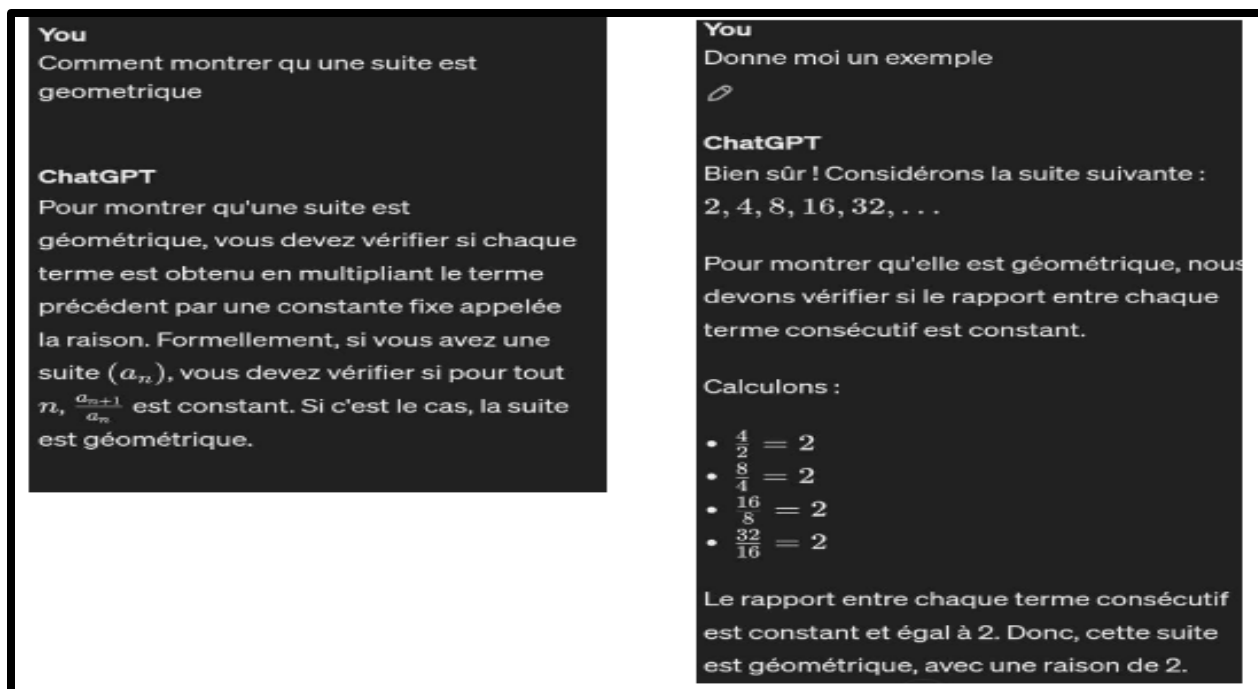 You
Comment montrer qu une suite est
geometrique
ChatGPT
Pour montrer qu'une suite est
géométrique, vous devez vérifier si chaque
terme est obtenu en multipliant le terme
précédent par une constante fixe appelée
la raison. Formellement, si vous avez une
suite (aₙ), vous devez vérifier si pour tout
n, aₙ₊₁/aₙ est constant. Si c'est le cas, la suite
est géométrique.
You
Donne moi un exemple
ChatGPT
Bien sûr ! Considérons la suite suivante :
2, 4, 8, 16, 32, . . .
Pour montrer qu'elle est géométrique, nous
devons vérifier si le rapport entre chaque
terme consécutif est constant.
Calculons :
• 4/2 = 2
• 8/4 = 2
• 16/8 = 2
• 32/16 = 2
Le rapport entre chaque terme consécutif
est constant et égal à 2. Donc, cette suite
est géométrique, avec une raison de 2.